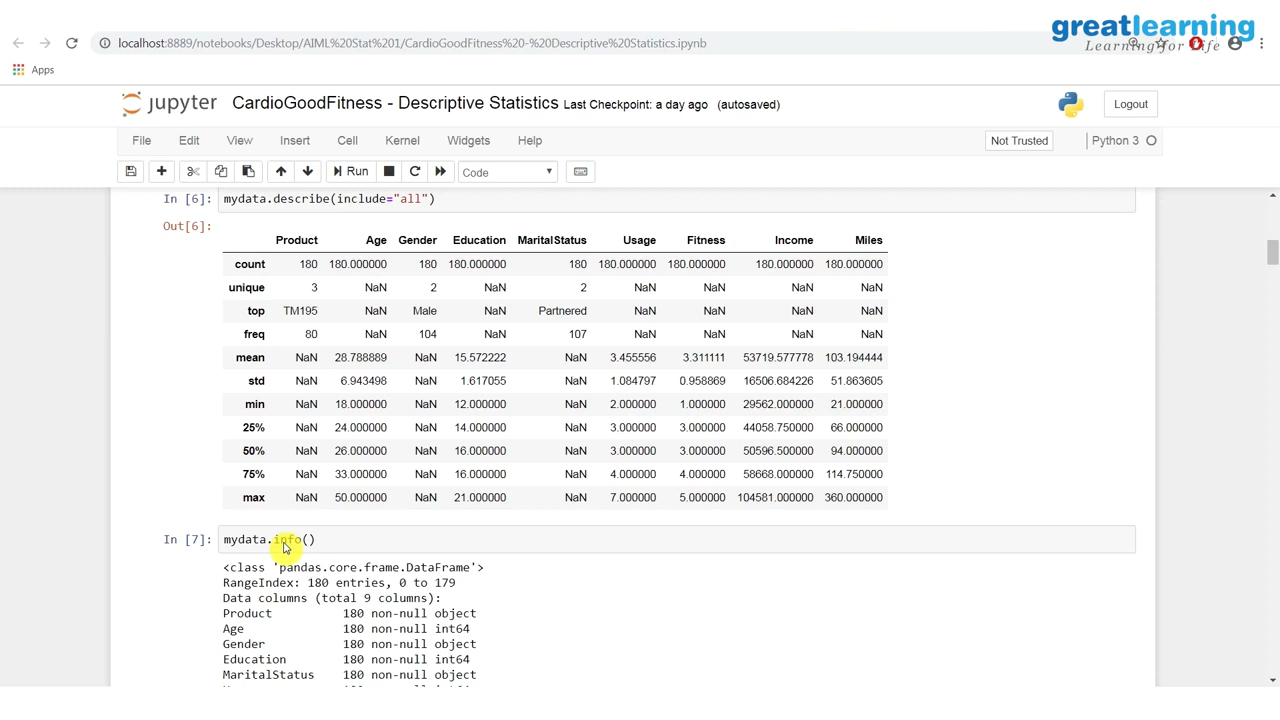 greatlearning
Learning for Life
localhost:8889/notebooks/Desktop/AIML%20Stat%201/CardioGoodFitness%20-%20Descriptive%20Statistics.ipynb
Apps
jupyter CardioGoodFitness - Descriptive Statistics Last Checkpoint: a day ago (autosaved) Logout
File Edit View Insert Cell Kernel Widgets Help Not Trusted Python 3
Run Code
In [6]: mydata.describe(include="all")
Out[6]:
Product Age Gender Education MaritalStatus Usage Fitness Income Miles
count 180 180.000000 180 180.000000 180 180.000000 180.000000 180.000000 180.000000
unique 3 NaN 2 NaN 2 NaN NaN NaN NaN
top TM195 NaN Male NaN Partnered NaN NaN NaN NaN
freq 80 NaN 104 NaN 107 NaN NaN NaN NaN
mean NaN 28.788889 NaN 15.572222 NaN 3.455556 3.311111 53719.577778 103.194444
std NaN 6.943498 NaN 1.617055 NaN 1.084797 0.958869 16506.684226 51.863605
min NaN 18.000000 NaN 12.000000 NaN 2.000000 1.000000 29562.000000 21.000000
25% NaN 24.000000 NaN 14.000000 NaN 3.000000 3.000000 44058.750000 66.000000
50% NaN 26.000000 NaN 16.000000 NaN 3.000000 3.000000 50596.500000 94.000000
75% NaN 33.000000 NaN 16.000000 NaN 4.000000 4.000000 58668.000000 114.750000
max NaN 50.000000 NaN 21.000000 NaN 7.000000 5.000000 104581.000000 360.000000
In [7]: mydata.info()
<class 'pandas.core.frame.DataFrame'>
RangeIndex: 180 entries, 0 to 179
Data columns (total 9 columns):
Product 180 non-null object
Age 180 non-null int64
Gender 180 non-null object
Education 180 non-null int64
MaritalStatus 180 non-null object